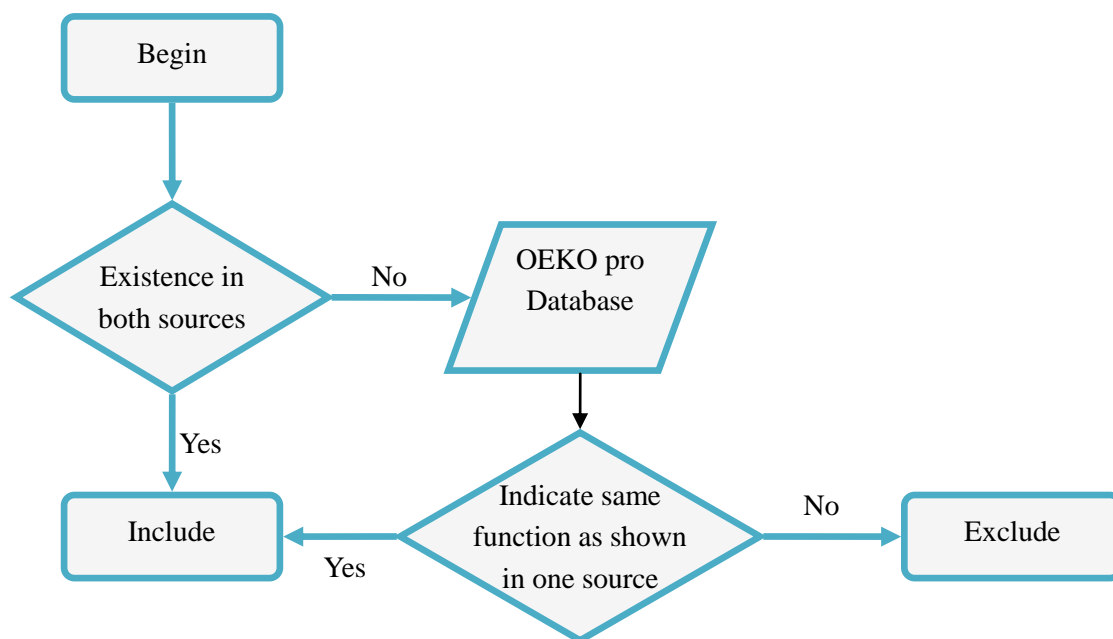 Begin
Existence in
both sources
No
OEKO pro
Database
Yes
Include
Yes
Indicate same
function as shown
in one source
No
Exclude